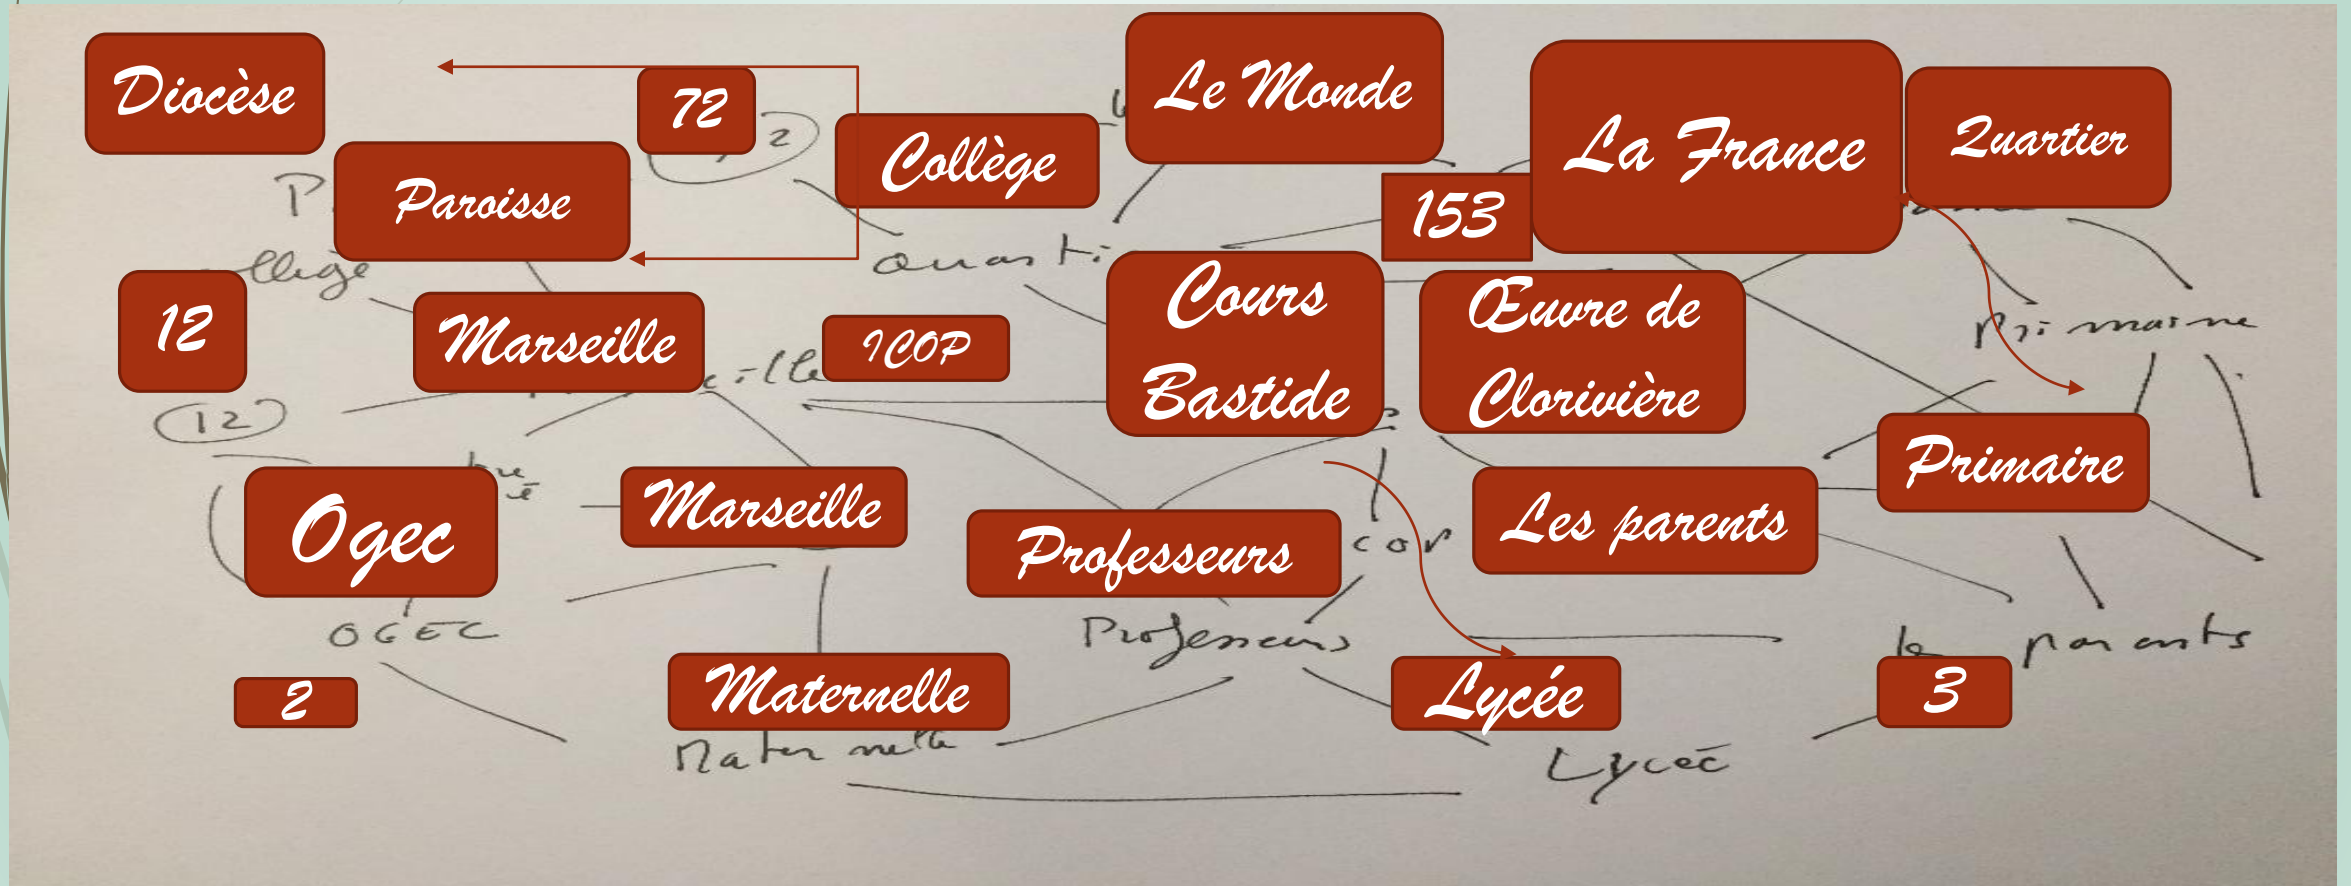 Diocèse
72
Le Monde
La France
Quartier
Collège
Paroisse
153
12
Marseille
ICOP
Cours
Bastide
Œuvre de
Clorivière
Primaire
12
Ogec
Marseille
Professeurs
Les parents
OGEC
Professeurs
parents
2
Maternelle
Lycée
3
Maternelle
Lycée